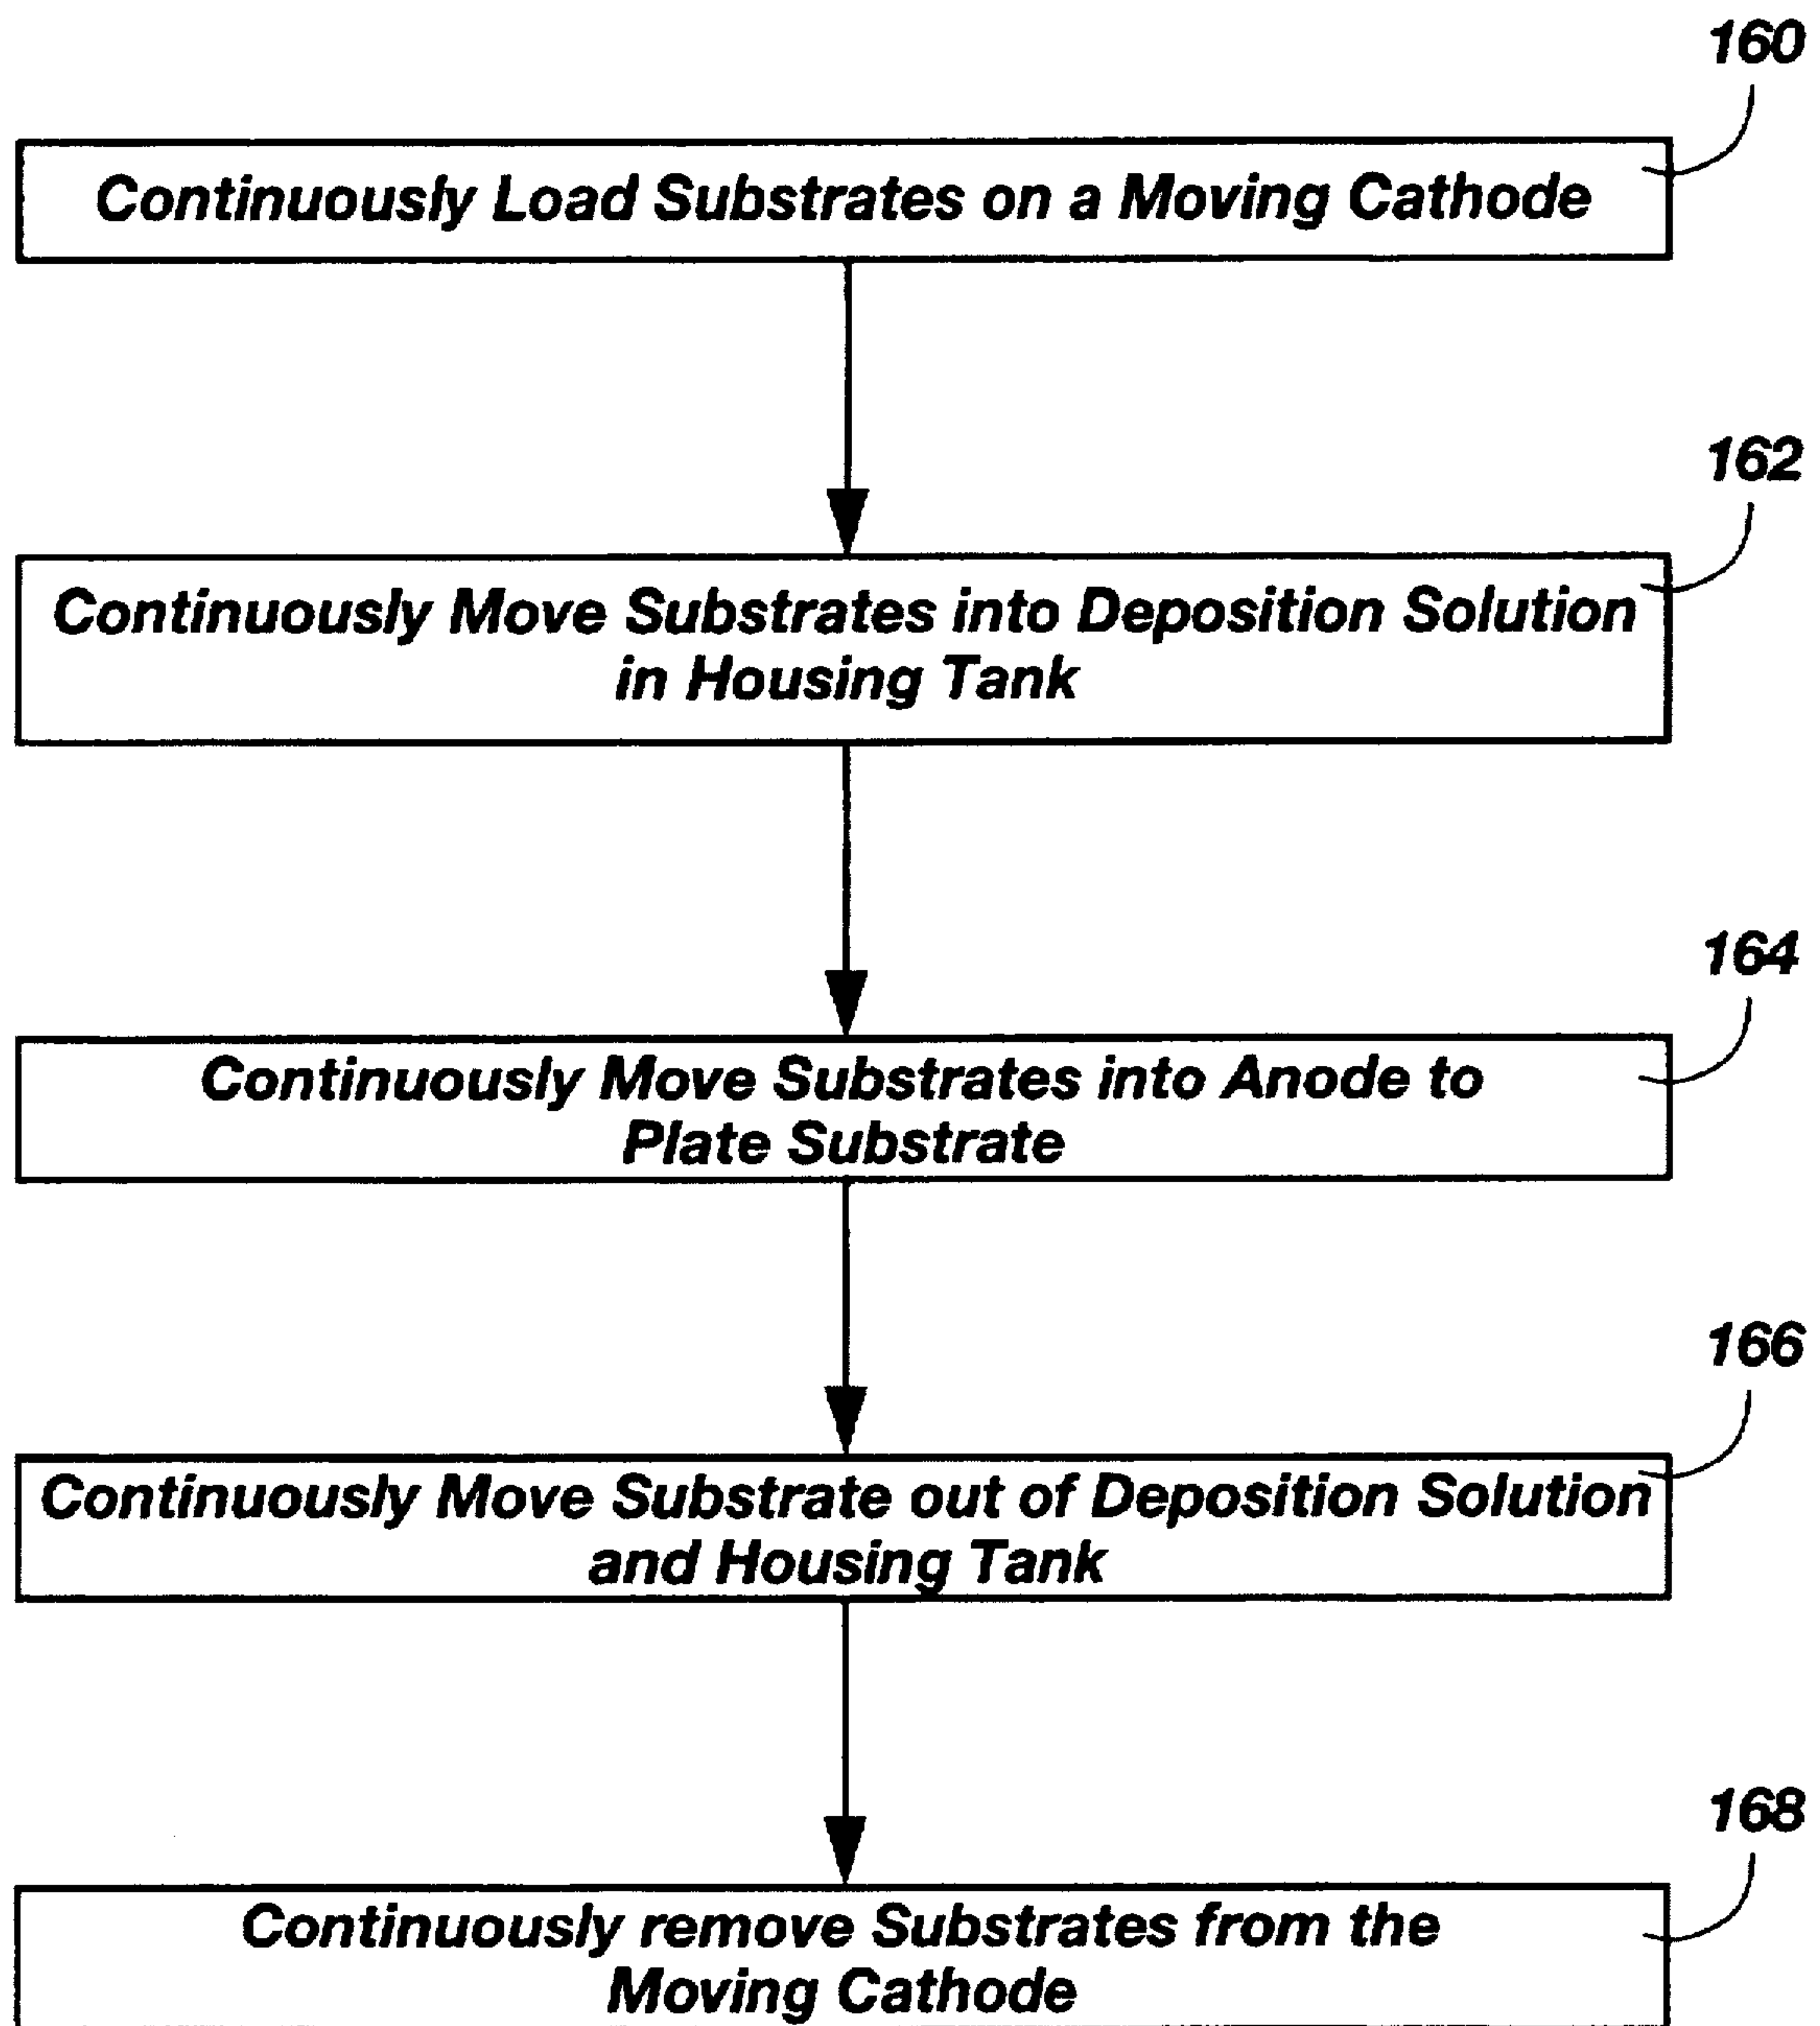 160
Continuously Load Substrates on a Moving Cathode
162
Continuously Move Substrates into Deposition Solution
in Housing Tank
164
Continuously Move Substrates into Anode to
Plate Substrate
166
Continuously Move Substrate out of Deposition Solution
and Housing Tank
168
Continuously remove Substrates from the
Moving Cathode